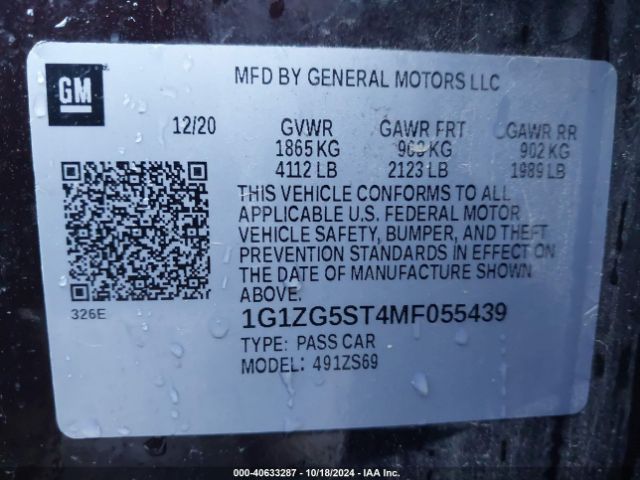 GM
MFD BY GENERAL MOTORS LLC
12/20 GVWR GAWR FRT GAWR RR
1865 KG KG 902 KG
4112 LB 2123 LB 1989 LB
THIS VEHICLE CONFORMS TO ALL
APPLICABLE U.S. FEDERAL MOTOR
VEHICLE SAFETY, BUMPER, AND THEFT
PREVENTION STANDARDS IN EFFECT ON
THE DATE OF MANUFACTURE SHOWN
ABOVE.
326E
1G1ZG5ST4MF055439
TYPE: PASS CAR
MODEL: 491ZS69
000-40633287 - 10/18/2024 - IAA Inc.